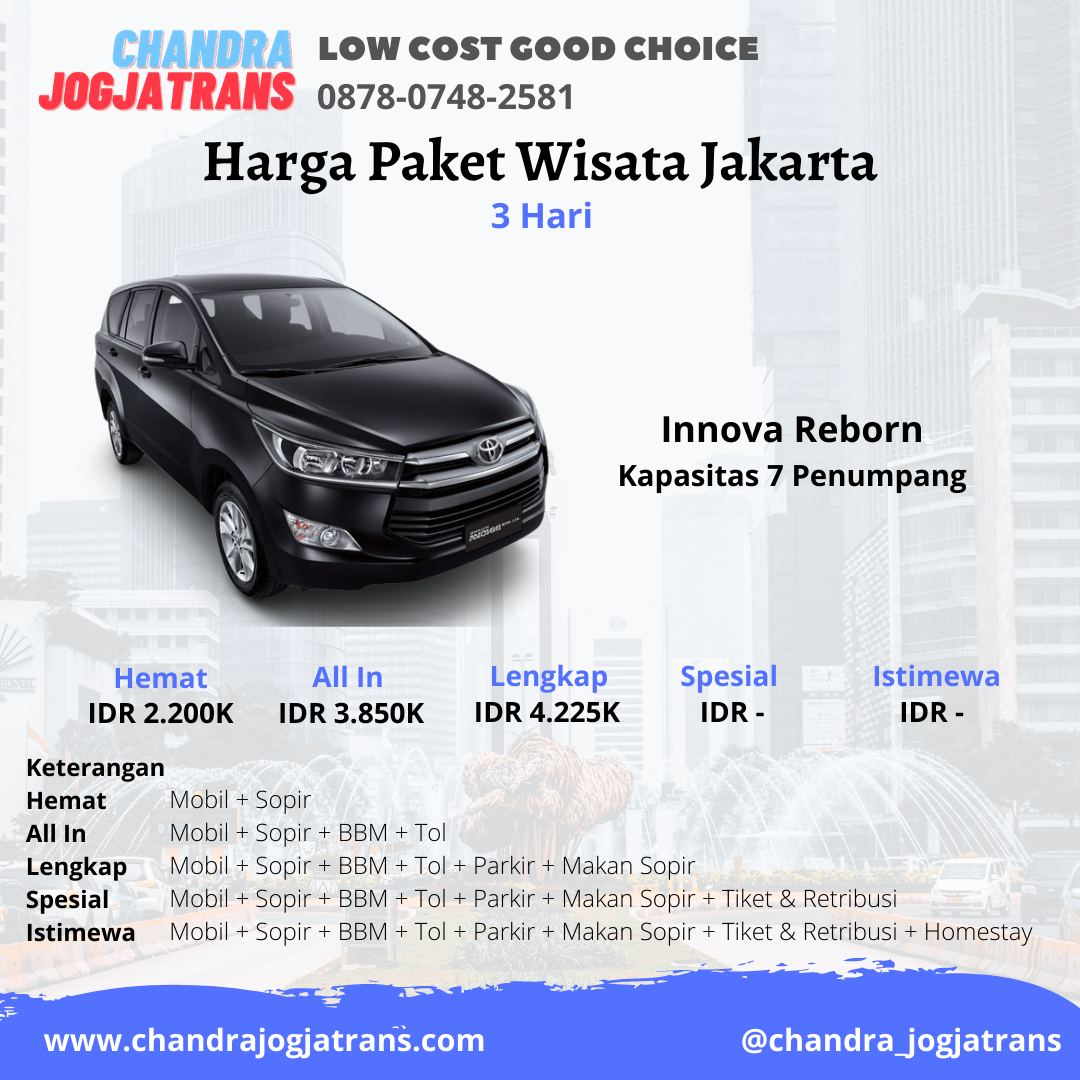 CHANDRA
JOGJATRANS
LOW COST GOOD CHOICE
0878-0748-2581
Harga Paket Wisata Jakarta
3 Hari
Innova Reborn
Kapasitas 7 Penumpang
Hemat All In Lengkap Spesial Istimewa
IDR 2.200K IDR 3.850K IDR 4.225K IDR - IDR -
Keterangan
Hemat Mobil + Sopir
All In Mobil + Sopir + BBM + Tol
Lengkap Mobil + Sopir + BBM + Tol + Parkir + Makan Sopir
Spesial Mobil + Sopir + BBM + Tol + Parkir + Makan Sopir + Tiket & Retribusi
Istimewa Mobil + Sopir + BBM + Tol + Parkir + Makan Sopir + Tiket & Retribusi + Homestay
www.chandrajogjatrans.com @chandra_jogjatrans